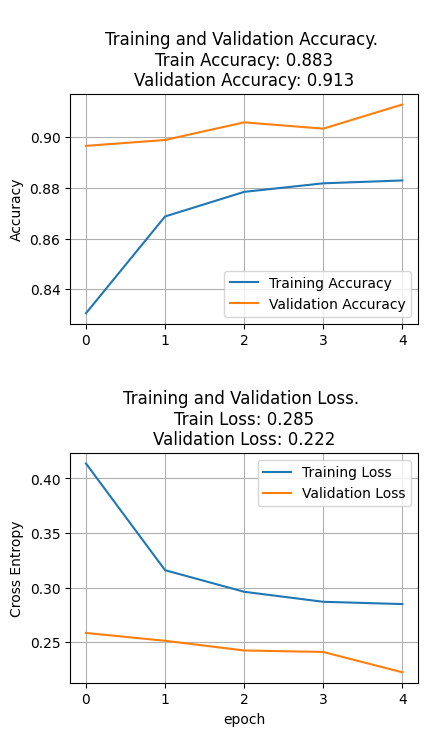 Training and Validation Accuracy.
Train Accuracy: 0.883
Validation Accuracy: 0.913
Accuracy
0.90
0.88
0.86
0.84
Training Accuracy
Validation Accuracy
0 1 2 3 4
Training and Validation Loss.
Train Loss: 0.285
Validation Loss: 0.222
Cross Entropy
0.40
0.35
0.30
0.25
Training Loss
Validation Loss
0 1 2 3 4
epoch